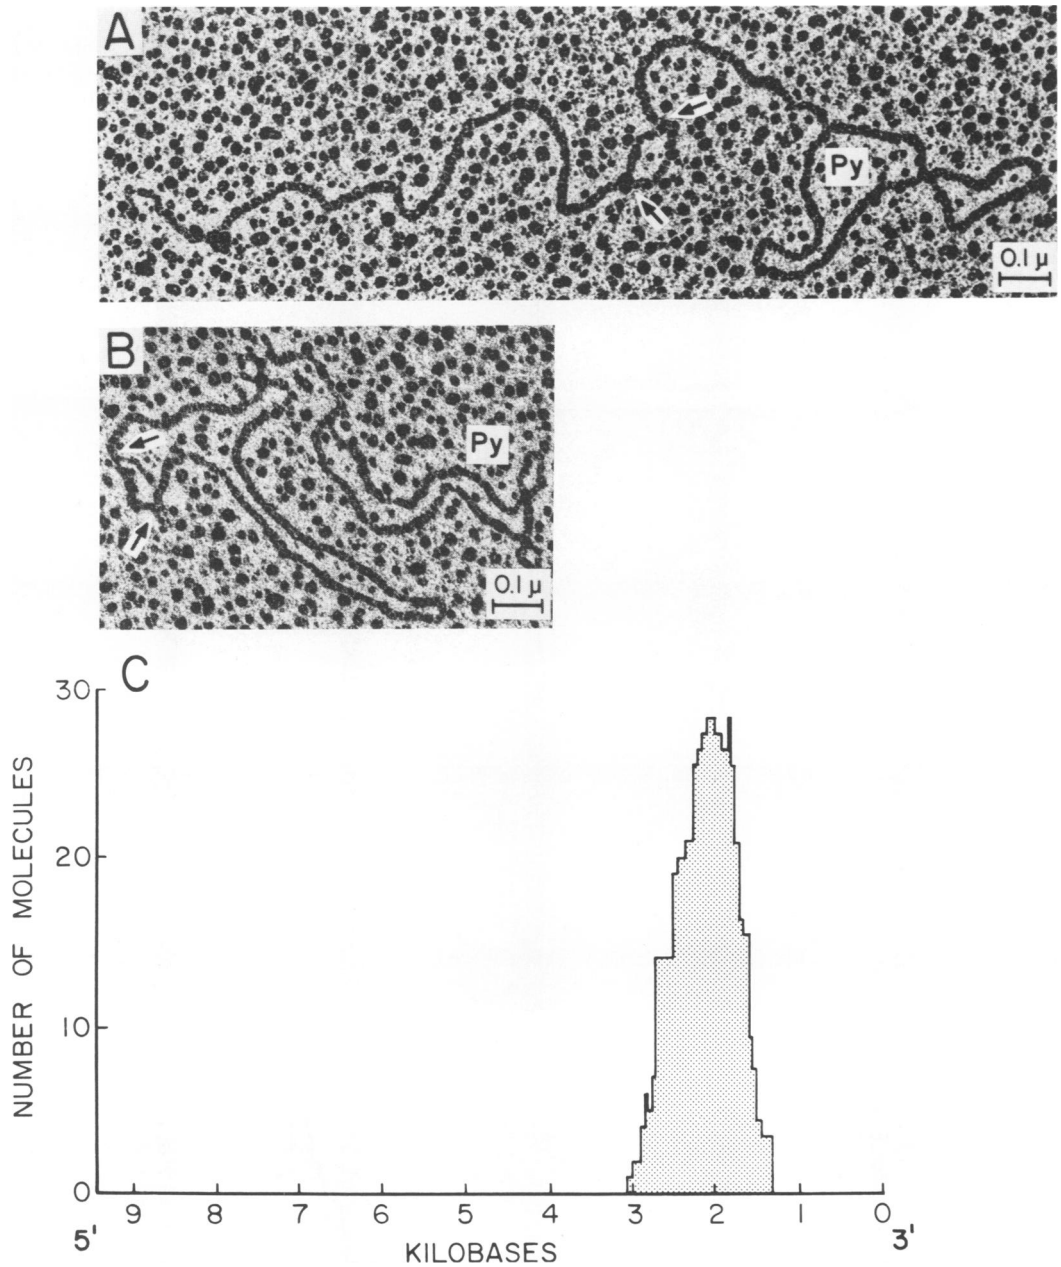 A
Py
0.1 μ
B
Py
0.1 μ
C
30
20
10
0
NUMBER OF MOLECULES
9 8 7 6 5 4 3 2 1 0
5' 3'
KILOBASES